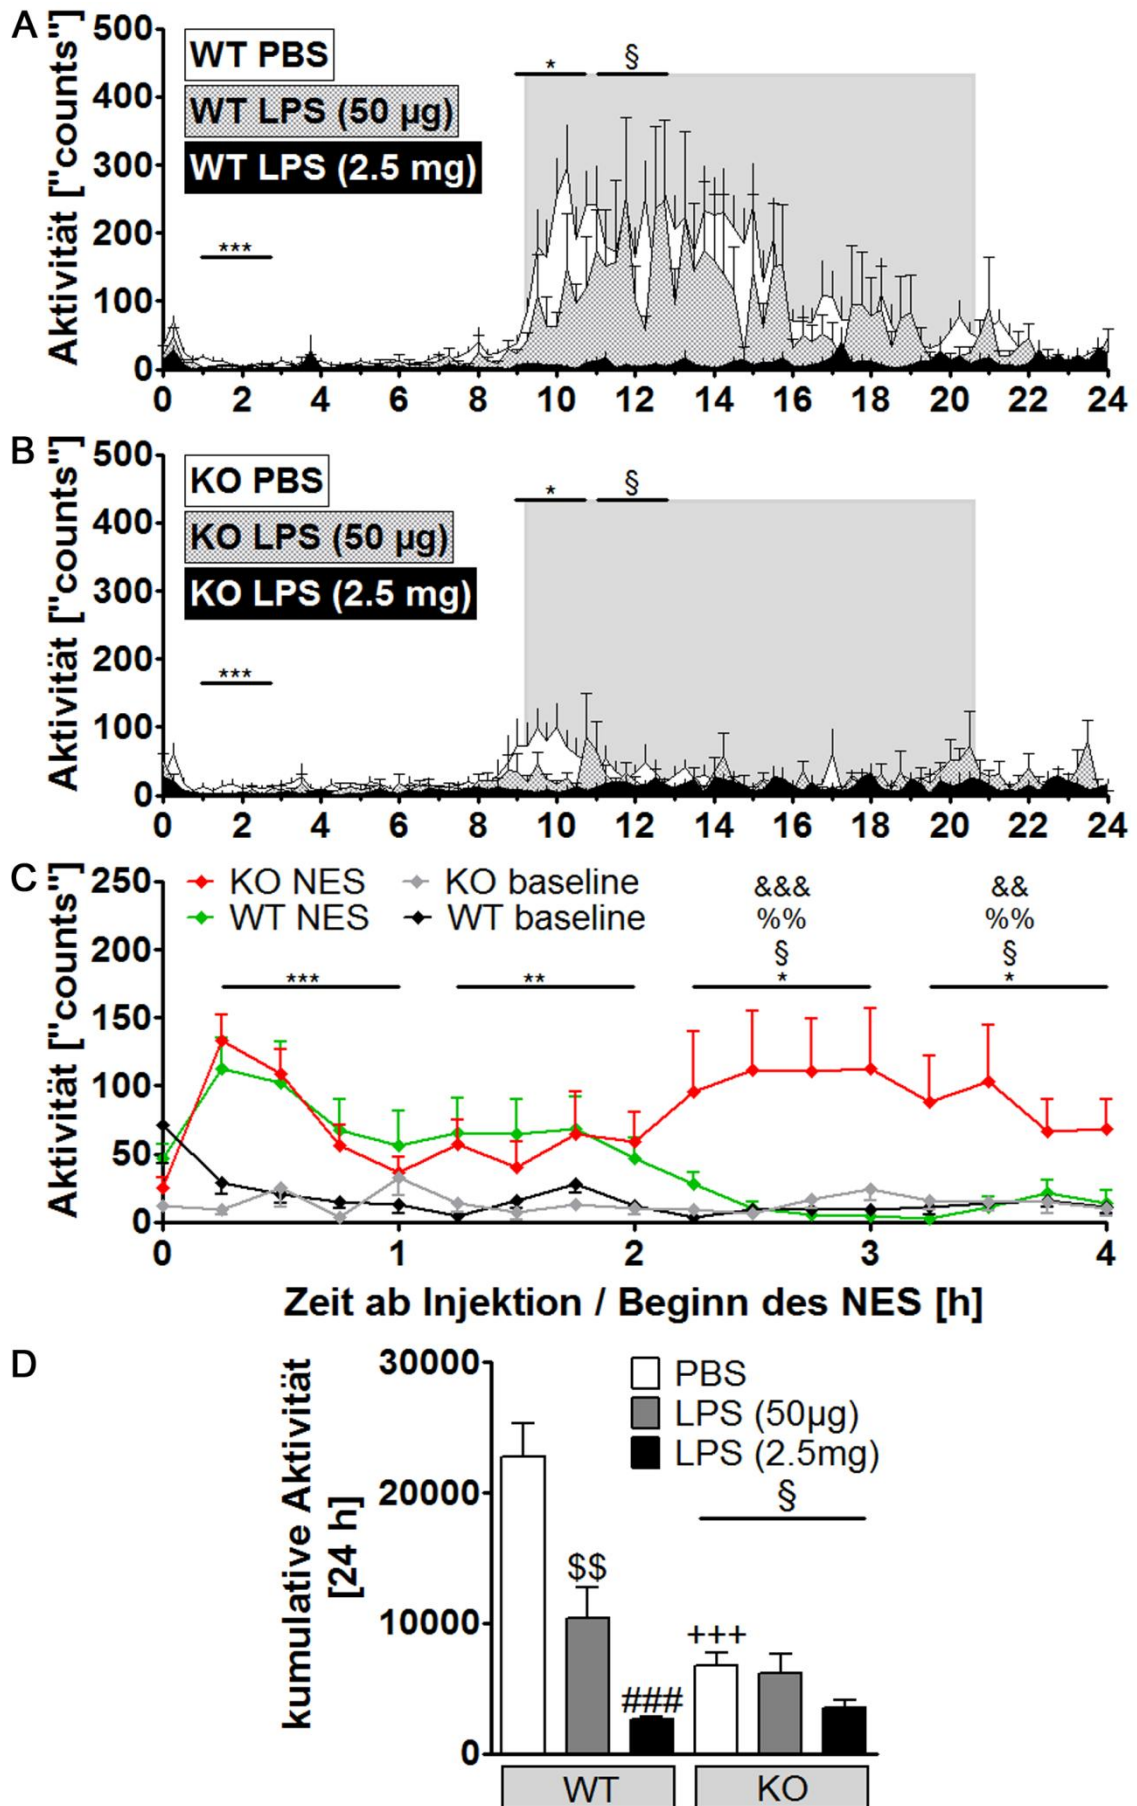 A
Aktivität ["counts"]
500
400
300
200
100
0
WT PBS
WT LPS (50 µg)
WT LPS (2.5 mg)
***
*
§
0 2 4 6 8 10 12 14 16 18 20 22 24
B
Aktivität ["counts"]
500
400
300
200
100
0
KO PBS
KO LPS (50 µg)
KO LPS (2.5 mg)
***
*
§
0 2 4 6 8 10 12 14 16 18 20 22 24
C
Aktivität ["counts"]
250
200
150
100
50
0
KO NES KO baseline
WT NES WT baseline
&&& &&
%% %%
§ §
*** ** * *
0 1 2 3 4
Zeit ab Injektion / Beginn des NES [h]
D
kumulative Aktivität
[24 h]
30000
20000
10000
0
PBS
LPS (50µg)
LPS (2.5mg)
§
$$
###
+++
WT KO